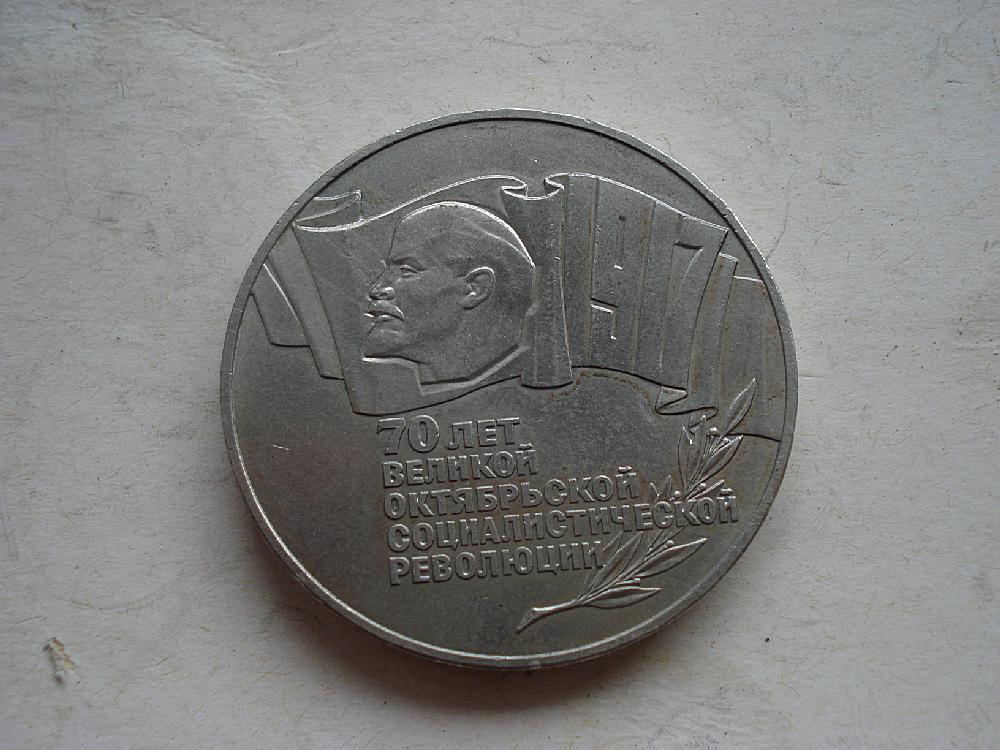 1917
70 ЛЕТ
ВЕЛИКОЙ
ОКТЯБРЬСКОЙ
СОЦИАЛИСТИЧЕСКОЙ
РЕВОЛЮЦИИ